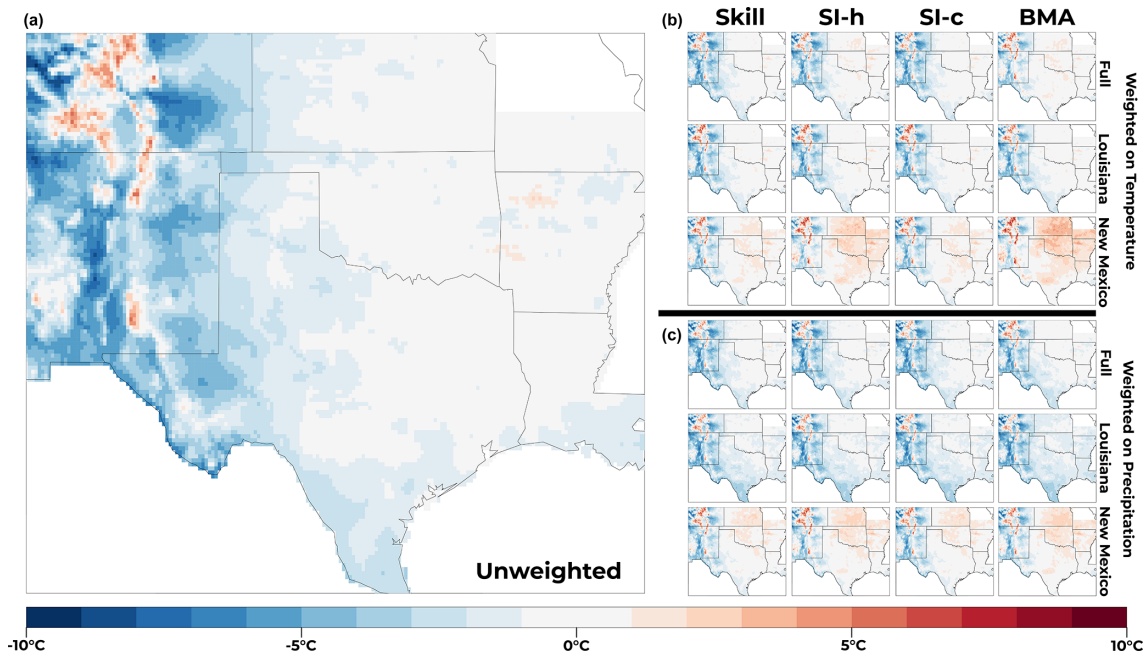 (a)
Unweighted
(b)
Skill SI-h SI-c BMA
Full
Louisiana
New Mexico
Weighted on Temperature
(c)
Full
Louisiana
New Mexico
Weighted on Precipitation
-10°C -5°C 0°C 5°C 10°C